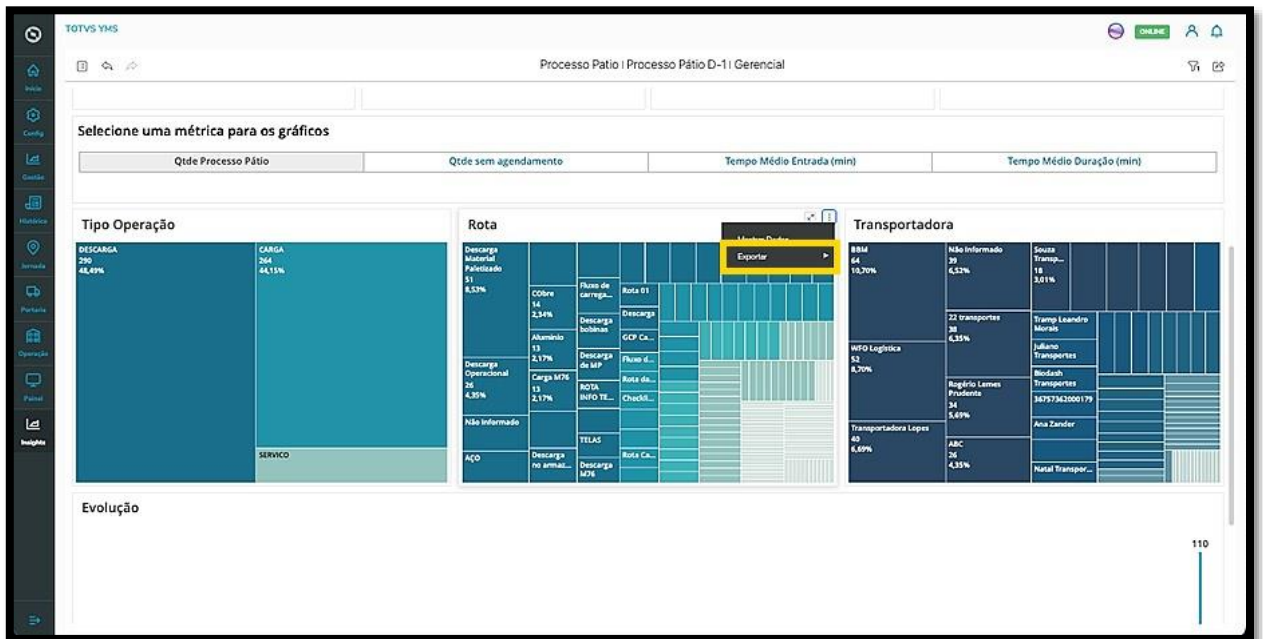 TOTVS YMS
ONLINE
Processo Patio | Processo Pátio D-1 | Gerencial
Início
Config
Gestão
Histórico
Jornada
Portaria
Operação
Painel
Insights
Selecione uma métrica para os gráficos
Qtde Processo Pátio
Qtde sem agendamento
Tempo Médio Entrada (min)
Tempo Médio Duração (min)
Tipo Operação
DESCARGA
290
48,49%
CARGA
264
44,15%
SERVICO
Rota
Exportar
Descarga
Material
Paletizado
51
8,53%
Descarga
Operacional
26
4,35%
Não Informado
AÇO
CObre
14
2,34%
Aluminio
13
2,17%
Carga M76
13
2,17%
Descarga
no armaz...
Fluxo de
carrega...
Descarga
bobinas
Descarga
de MP
ROTA
INFO TE...
TELAS
Descarga
M76
Rota 01
Descarga
GCP Ca...
Fluxo d...
Rota da...
Checkli...
Rota Ca...
Transportadora
BBM
64
10,70%
WFO Logística
52
8,70%
Transportadora Lopes
40
6,69%
Não Informado
39
6,52%
22 transportes
38
6,35%
Rogério Lemes
Prudente
34
5,69%
ABC
26
4,35%
Souza
Transp...
18
3,01%
Tramp Leandro
Morais
Juliano
Transportes
Biodash
Transportes
36757362000179
Ana Zander
Natal Transpor...
Evolução
110